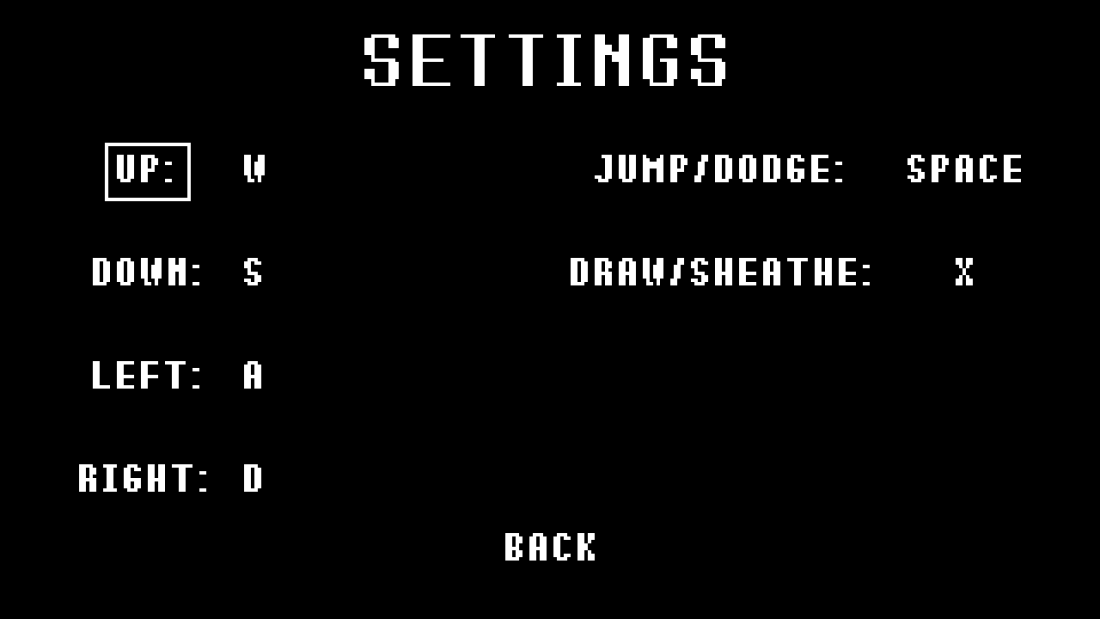 SETTINGS
UP: W JUMP/DODGE: SPACE
DOWN: S DRAW/SHEATHE: X
LEFT: A
RIGHT: D
BACK